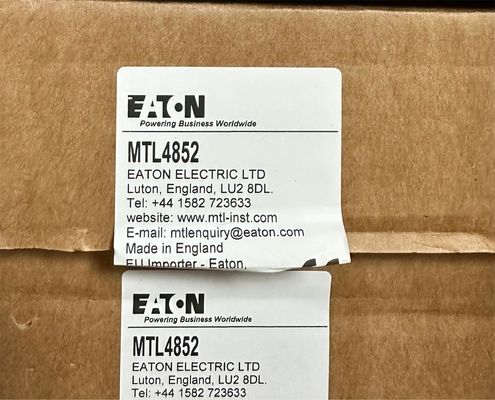 EATON
Powering Business Worldwide
MTL4852
EATON ELECTRIC LTD
Luton, England, LU2 8DL.
Tel: +44 1582 723633
website: www.mtl-inst.com
E-mail: mtlenquiry@eaton.com
Made in England
EU Importer - Eaton,
EATON
Powering Business Worldwide
MTL4852
EATON ELECTRIC LTD
Luton, England, LU2 8DL.
Tel: +44 1582 723633